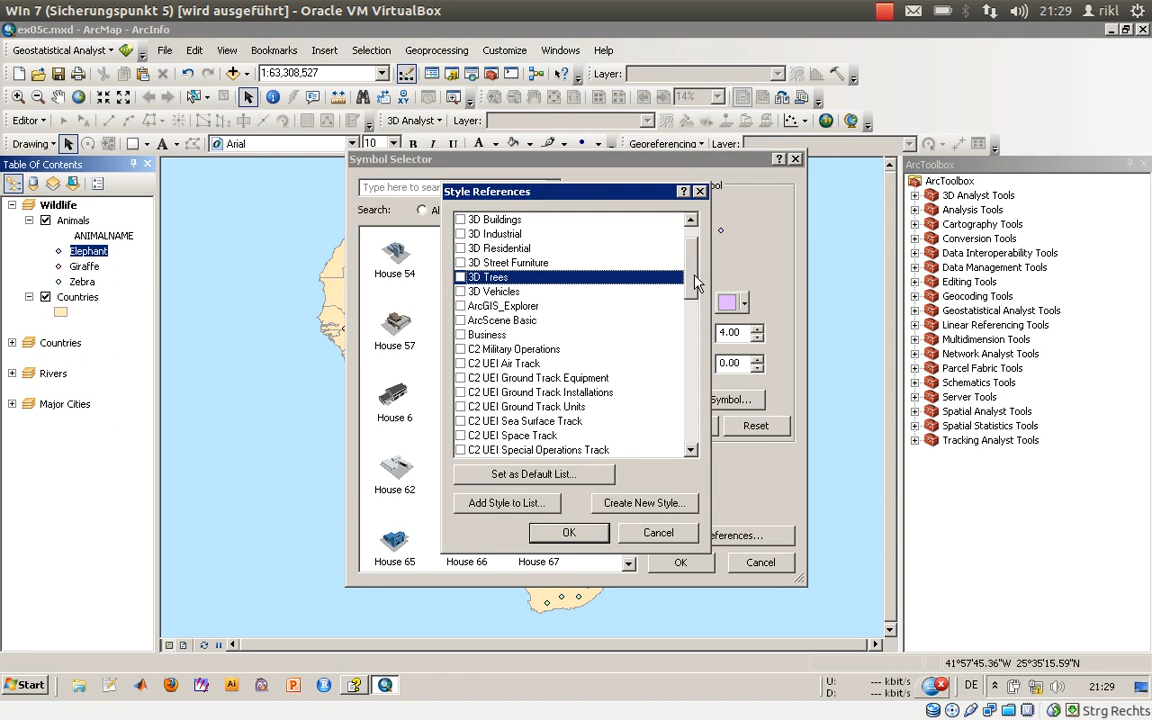 WIn 7 (Sicherungspunkt 5) [wird ausgeführt] - Oracle VM VirtualBox
21:29
rikl
ex05c.mxd - ArcMap - ArcInfo
Geostatistical Analyst
File
Edit
View
Bookmarks
Insert
Selection
Geoprocessing
Customize
Windows
Help
1:63,308,527
Layer:
14%
Editor
3D Analyst
Layer:
Drawing
Arial
10
B
I
U
A
Georeferencing
Layer:
Table Of Contents
Wildlife
Animals
ANIMALNAME
Elephant
Giraffe
Zebra
Countries
Countries
Rivers
Major Cities
Symbol Selector
Type here to sear
Search:
Al
House 54
House 57
House 6
House 62
House 65
House 66
House 67
bol
4.00
0.00
Symbol...
Reset
eferences...
OK
Cancel
Style References
3D Buildings
3D Industrial
3D Residential
3D Street Furniture
3D Trees
3D Vehicles
ArcGIS_Explorer
ArcScene Basic
Business
C2 Military Operations
C2 UEI Air Track
C2 UEI Ground Track Equipment
C2 UEI Ground Track Installations
C2 UEI Ground Track Units
C2 UEI Sea Surface Track
C2 UEI Space Track
C2 UEI Special Operations Track
Set as Default List...
Add Style to List...
Create New Style...
OK
Cancel
ArcToolbox
ArcToolbox
3D Analyst Tools
Analysis Tools
Cartography Tools
Conversion Tools
Data Interoperability Tools
Data Management Tools
Editing Tools
Geocoding Tools
Geostatistical Analyst Tools
Linear Referencing Tools
Multidimension Tools
Network Analyst Tools
Parcel Fabric Tools
Schematics Tools
Server Tools
Spatial Analyst Tools
Spatial Statistics Tools
Tracking Analyst Tools
41°57'45.36"W 25°35'15.59"N
Start
U: --- kbit/s
D: --- kbit/s
DE
21:29
Strg Rechts